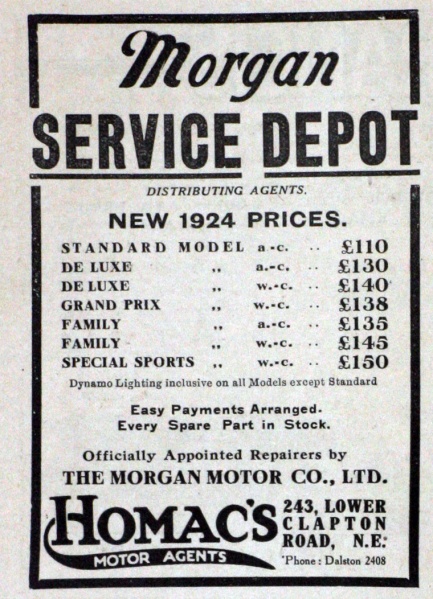 Morgan
SERVICE DEPOT
DISTRIBUTING AGENTS.
NEW 1924 PRICES.
STANDARD MODEL a.-c. .. £110
DE LUXE ,, a.-c. .. £130
DE LUXE ,, w.-c. .. £140
GRAND PRIX ,, w.-c. .. £138
FAMILY ,, a.-c. .. £135
FAMILY ,, w.-c. .. £145
SPECIAL SPORTS ,, w.-c. .. £150
Dynamo Lighting inclusive on all Models except Standard
Easy Payments Arranged.
Every Spare Part in Stock.
Officially Appointed Repairers by
THE MORGAN MOTOR CO., LTD.
HOMAC'S
MOTOR AGENTS
243, LOWER
CLAPTON
ROAD, N.E.
'Phone: Dalston 2408